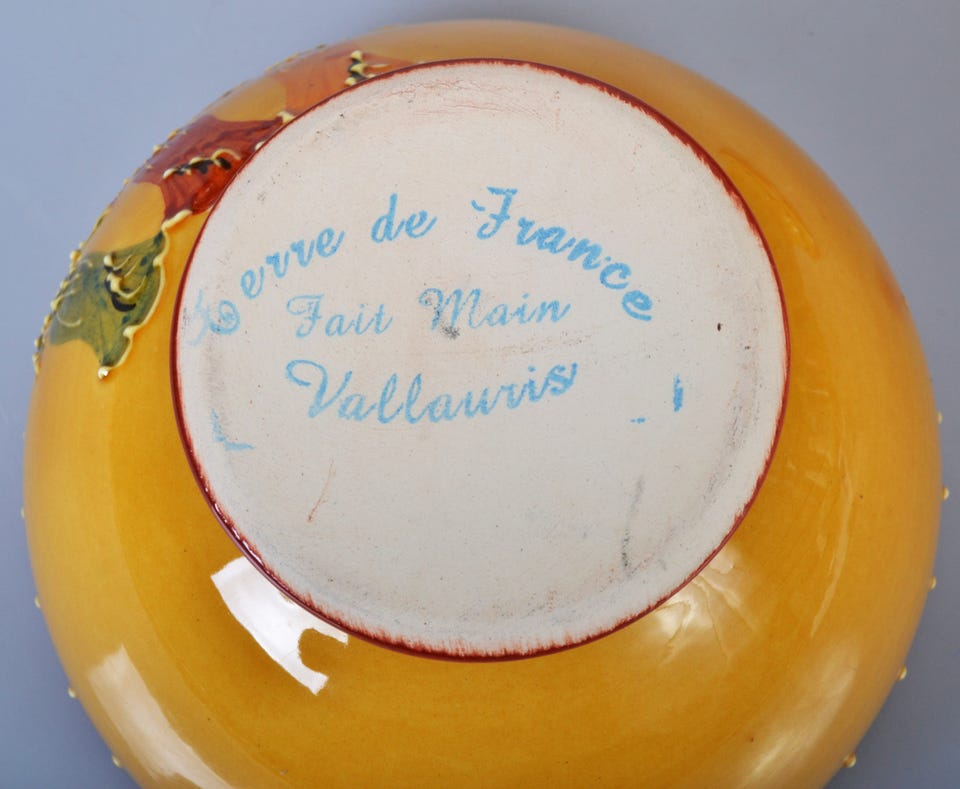 Terre de France
Fait Main
Vallauris